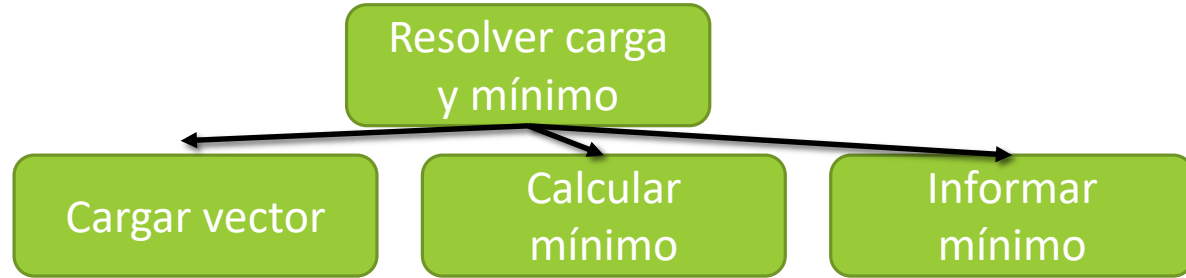 Resolver carga
y mínimo
Cargar vector
Calcular
mínimo
Informar
mínimo